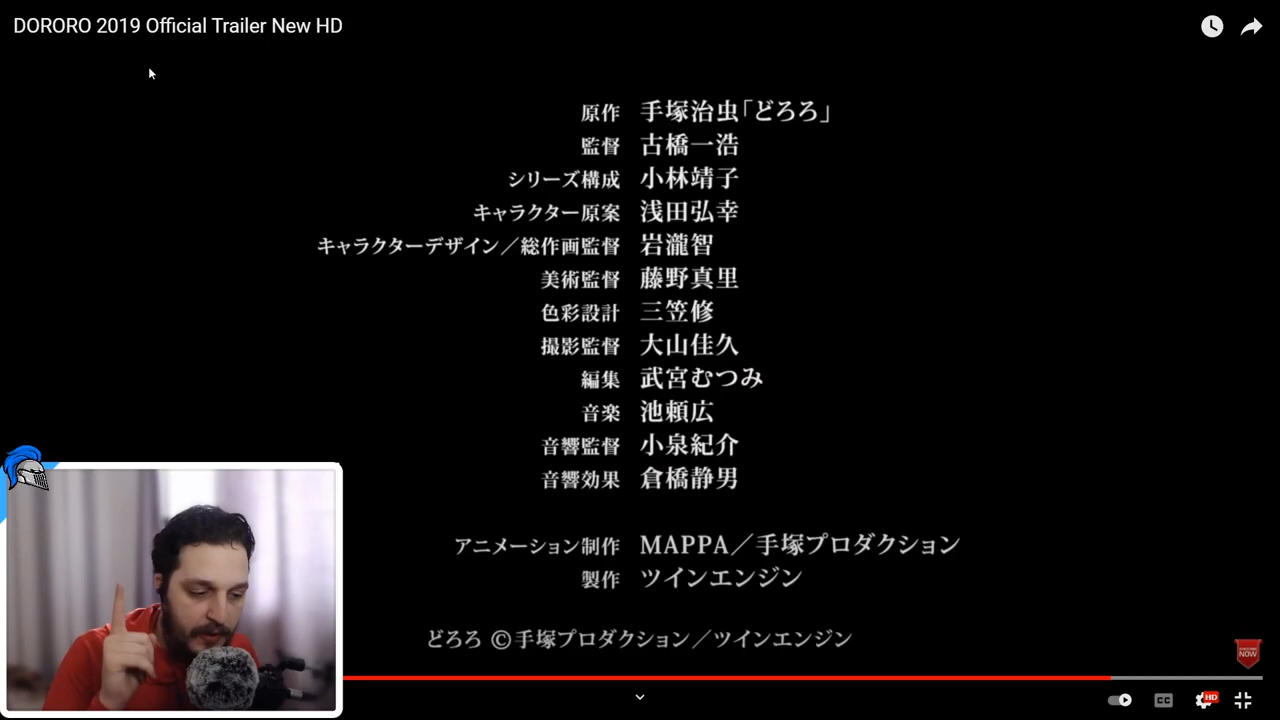 DORORO 2019 Official Trailer New HD
原作 手塚治虫「どろろ」
監督 古橋一浩
シリーズ構成 小林靖子
キャラクター原案 浅田弘幸
キャラクターデザイン／総作画監督 岩瀧智
美術監督 藤野真里
色彩設計 三笠修
撮影監督 大山佳久
編集 武宮むつみ
音楽 池頼広
音響監督 小泉紀介
音響効果 倉橋静男
アニメーション制作 MAPPA／手塚プロダクション
製作 ツインエンジン
どろろ ©手塚プロダクション／ツインエンジン
SUBSCRIBE
NOW
CC
HD